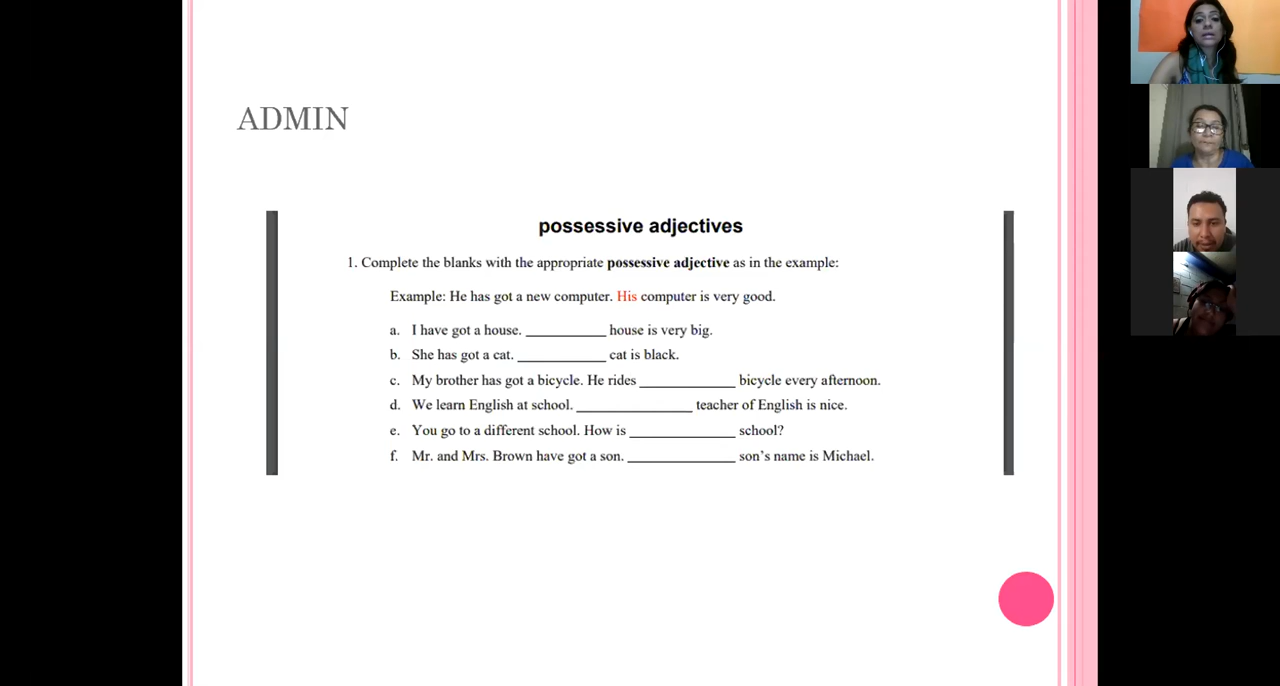 ADMIN
possessive adjectives
1. Complete the blanks with the appropriate possessive adjective as in the example:
Example: He has got a new computer. His computer is very good.
a. I have got a house. __________ house is very big.
b. She has got a cat. ___________ cat is black.
c. My brother has got a bicycle. He rides ____________ bicycle every afternoon.
d. We learn English at school. ______________ teacher of English is nice.
e. You go to a different school. How is _____________ school?
f. Mr. and Mrs. Brown have got a son. _____________ son's name is Michael.